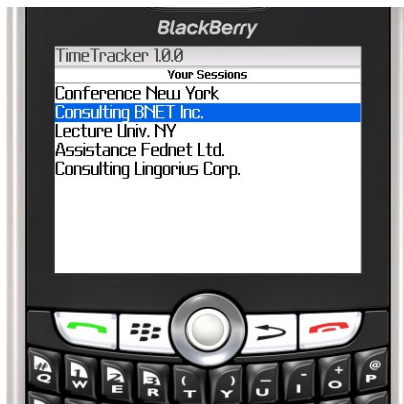 BlackBerry
TimeTracker 1.0.0
Your Sessions
Conference New York
Consulting BNET Inc.
Lecture Univ. NY
Assistance Fednet Ltd.
Consulting Lingorius Corp.
Q W E R T Y U I O P